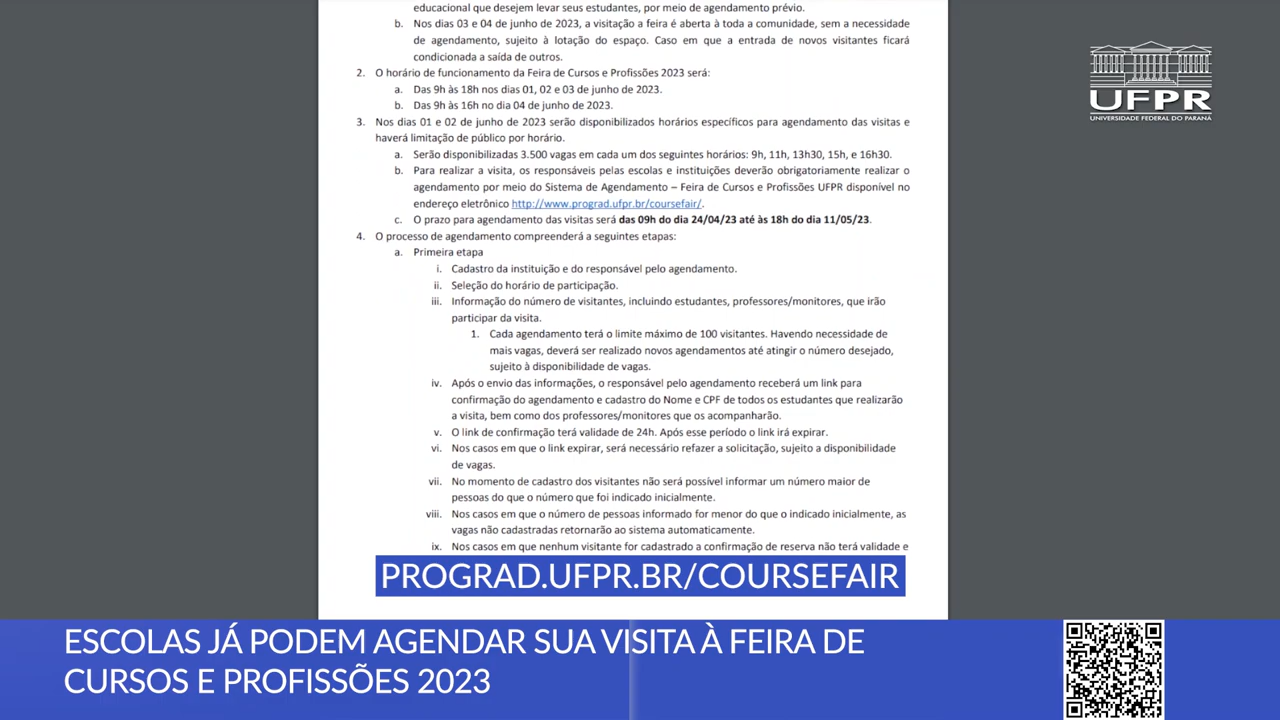 educacional que desejem levar seus estudantes, por meio de agendamento prévio.
b. Nos dias 03 e 04 de junho de 2023, a visitação a feira é aberta à toda a comunidade, sem a necessidade
de agendamento, sujeito à lotação do espaço. Caso em que a entrada de novos visitantes ficará
condicionada a saída de outros.
2. O horário de funcionamento da Feira de Cursos e Profissões 2023 será:
a. Das 9h às 18h nos dias 01, 02 e 03 de junho de 2023.
b. Das 9h às 16h no dia 04 de junho de 2023.
3. Nos dias 01 e 02 de junho de 2023 serão disponibilizados horários específicos para agendamento das visitas e
haverá limitação de público por horário.
a. Serão disponibilizadas 3.500 vagas em cada um dos seguintes horários: 9h, 11h, 13h30, 15h, e 16h30.
b. Para realizar a visita, os responsáveis pelas escolas e instituições deverão obrigatoriamente realizar o
agendamento por meio do Sistema de Agendamento – Feira de Cursos e Profissões UFPR disponível no
endereço eletrônico http://www.prograd.ufpr.br/coursefair/.
c. O prazo para agendamento das visitas será das 09h do dia 24/04/23 até às 18h do dia 11/05/23.
4. O processo de agendamento compreenderá a seguintes etapas:
a. Primeira etapa
i. Cadastro da instituição e do responsável pelo agendamento.
ii. Seleção do horário de participação.
iii. Informação do número de visitantes, incluindo estudantes, professores/monitores, que irão
participar da visita.
1. Cada agendamento terá o limite máximo de 100 visitantes. Havendo necessidade de
mais vagas, deverá ser realizado novos agendamentos até atingir o número desejado,
sujeito à disponibilidade de vagas.
iv. Após o envio das informações, o responsável pelo agendamento receberá um link para
confirmação do agendamento e cadastro do Nome e CPF de todos os estudantes que realizarão
a visita, bem como dos professores/monitores que os acompanharão.
v. O link de confirmação terá validade de 24h. Após esse período o link irá expirar.
vi. Nos casos em que o link expirar, será necessário refazer a solicitação, sujeito a disponibilidade
de vagas.
vii. No momento de cadastro dos visitantes não será possível informar um número maior de
pessoas do que o número que foi indicado inicialmente.
viii. Nos casos em que o número de pessoas informado for menor do que o indicado inicialmente, as
vagas não cadastradas retornarão ao sistema automaticamente.
ix. Nos casos em que nenhum visitante for cadastrado a confirmação de reserva não terá validade e
PROGRAD.UFPR.BR/COURSEFAIR
ESCOLAS JÁ PODEM AGENDAR SUA VISITA À FEIRA DE
CURSOS E PROFISSÕES 2023
UFPR
UNIVERSIDADE FEDERAL DO PARANÁ